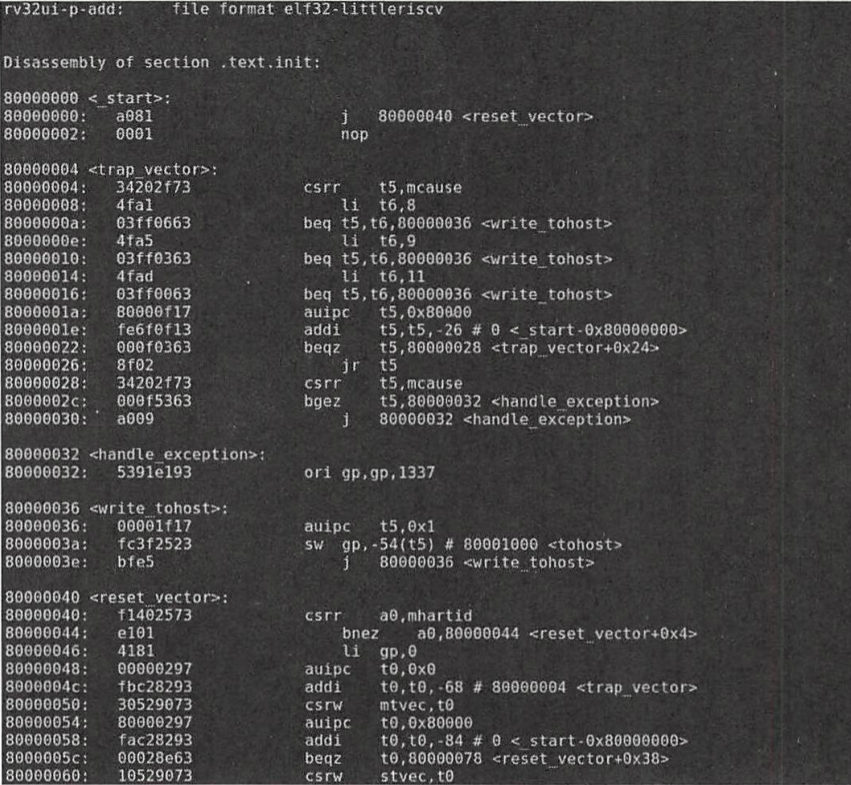 rv32ui-p-add:     file format elf32-littleriscv
Disassembly of section .text.init:
80000000 <_start>:
80000000:   a081   j   80000040 <reset_vector>
80000002:   0001   nop
80000004 <trap_vector>:
80000004:   34202f73   csrr   t5,mcause
80000008:   4fa1   li   t6,8
8000000a:   03ff0663   beq t5,t6,80000036 <write_tohost>
8000000e:   4fa5   li   t6,9
80000010:   03ff0363   beq t5,t6,80000036 <write_tohost>
80000014:   4fad   li   t6,11
80000016:   03ff0063   beq t5,t6,80000036 <write_tohost>
8000001a:   80000f17   auipc   t5,0x80000
8000001e:   fe6f0f13   addi   t5,t5,-26 # 0 <_start-0x80000000>
80000022:   000f0363   beqz   t5,80000028 <trap_vector+0x24>
80000026:   8f02   jr   t5
80000028:   34202f73   csrr   t5,mcause
8000002c:   000f5363   bgez   t5,80000032 <handle_exception>
80000030:   a009   j   80000032 <handle_exception>
80000032 <handle_exception>:
80000032:   5391e193   ori gp,gp,1337
80000036 <write_tohost>:
80000036:   00001f17   auipc   t5,0x1
8000003a:   fc3f2523   sw   gp,-54(t5) # 80001000 <tohost>
8000003e:   bfe5   j   80000036 <write_tohost>
80000040 <reset_vector>:
80000040:   f1402573   csrr   a0,mhartid
80000044:   e101   bnez   a0,80000044 <reset_vector+0x4>
80000046:   4181   li   gp,0
80000048:   00000297   auipc   t0,0x0
8000004c:   fbc28293   addi   t0,t0,-68 # 80000004 <trap_vector>
80000050:   30529073   csrw   mtvec,t0
80000054:   80000297   auipc   t0,0x80000
80000058:   fac28293   addi   t0,t0,-84 # 0 <_start-0x80000000>
8000005c:   00028e63   beqz   t0,80000078 <reset_vector+0x38>
80000060:   10529073   csrw   stvec,t0